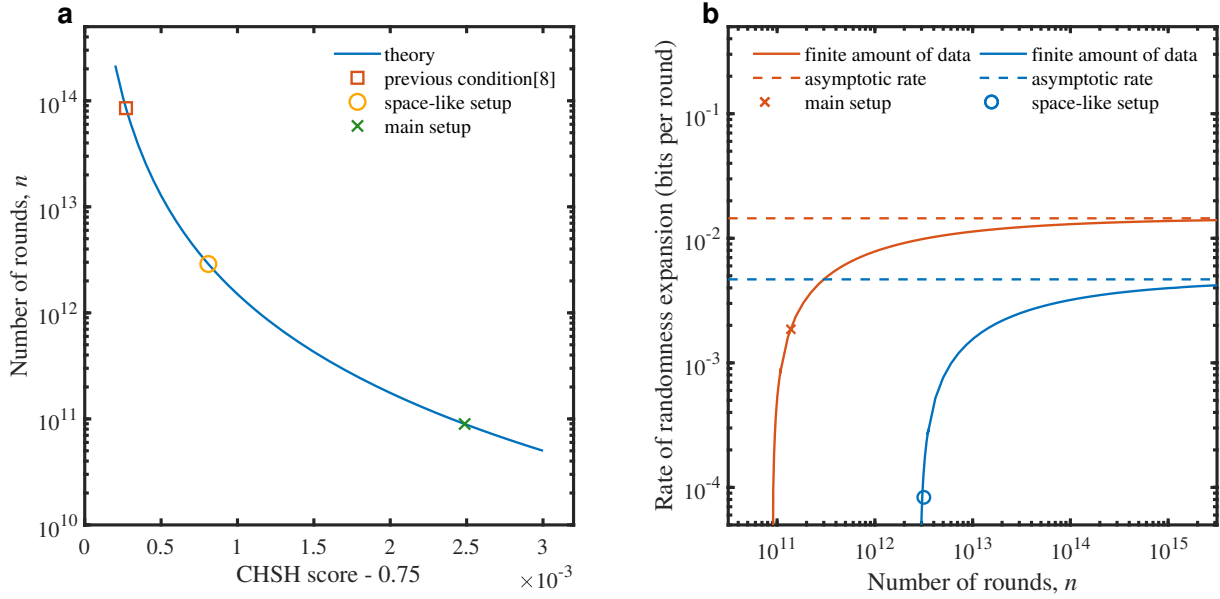 a
Number of rounds, n
10^14
10^13
10^12
10^11
10^10
theory
previous condition[8]
space-like setup
main setup
0 0.5 1 1.5 2 2.5 3
CHSH score - 0.75
×10^-3
b
Rate of randomness expansion (bits per round)
10^-1
10^-2
10^-3
10^-4
finite amount of data
asymptotic rate
main setup
finite amount of data
asymptotic rate
space-like setup
10^11 10^12 10^13 10^14 10^15
Number of rounds, n